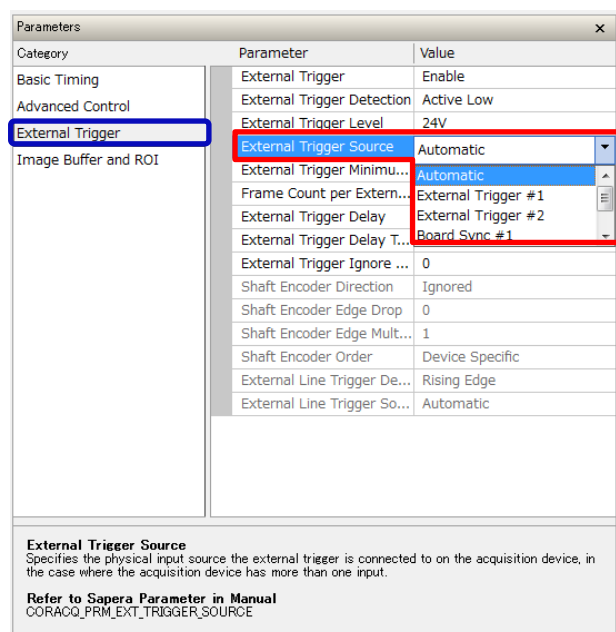 Parameters ×
Category Parameter Value
Basic Timing
Advanced Control
External Trigger
Image Buffer and ROI
External Trigger Enable
External Trigger Detection Active Low
External Trigger Level 24V
External Trigger Source Automatic
External Trigger Minimu... Automatic
Frame Count per Extern... External Trigger #1
External Trigger Delay External Trigger #2
External Trigger Delay T... Board Sync #1
External Trigger Ignore ... 0
Shaft Encoder Direction Ignored
Shaft Encoder Edge Drop 0
Shaft Encoder Edge Mult... 1
Shaft Encoder Order Device Specific
External Line Trigger De... Rising Edge
External Line Trigger So... Automatic
External Trigger Source
Specifies the physical input source the external trigger is connected to on the acquisition device, in
the case where the acquisition device has more than one input.
Refer to Sapera Parameter in Manual
CORACQ_PRM_EXT_TRIGGER_SOURCE